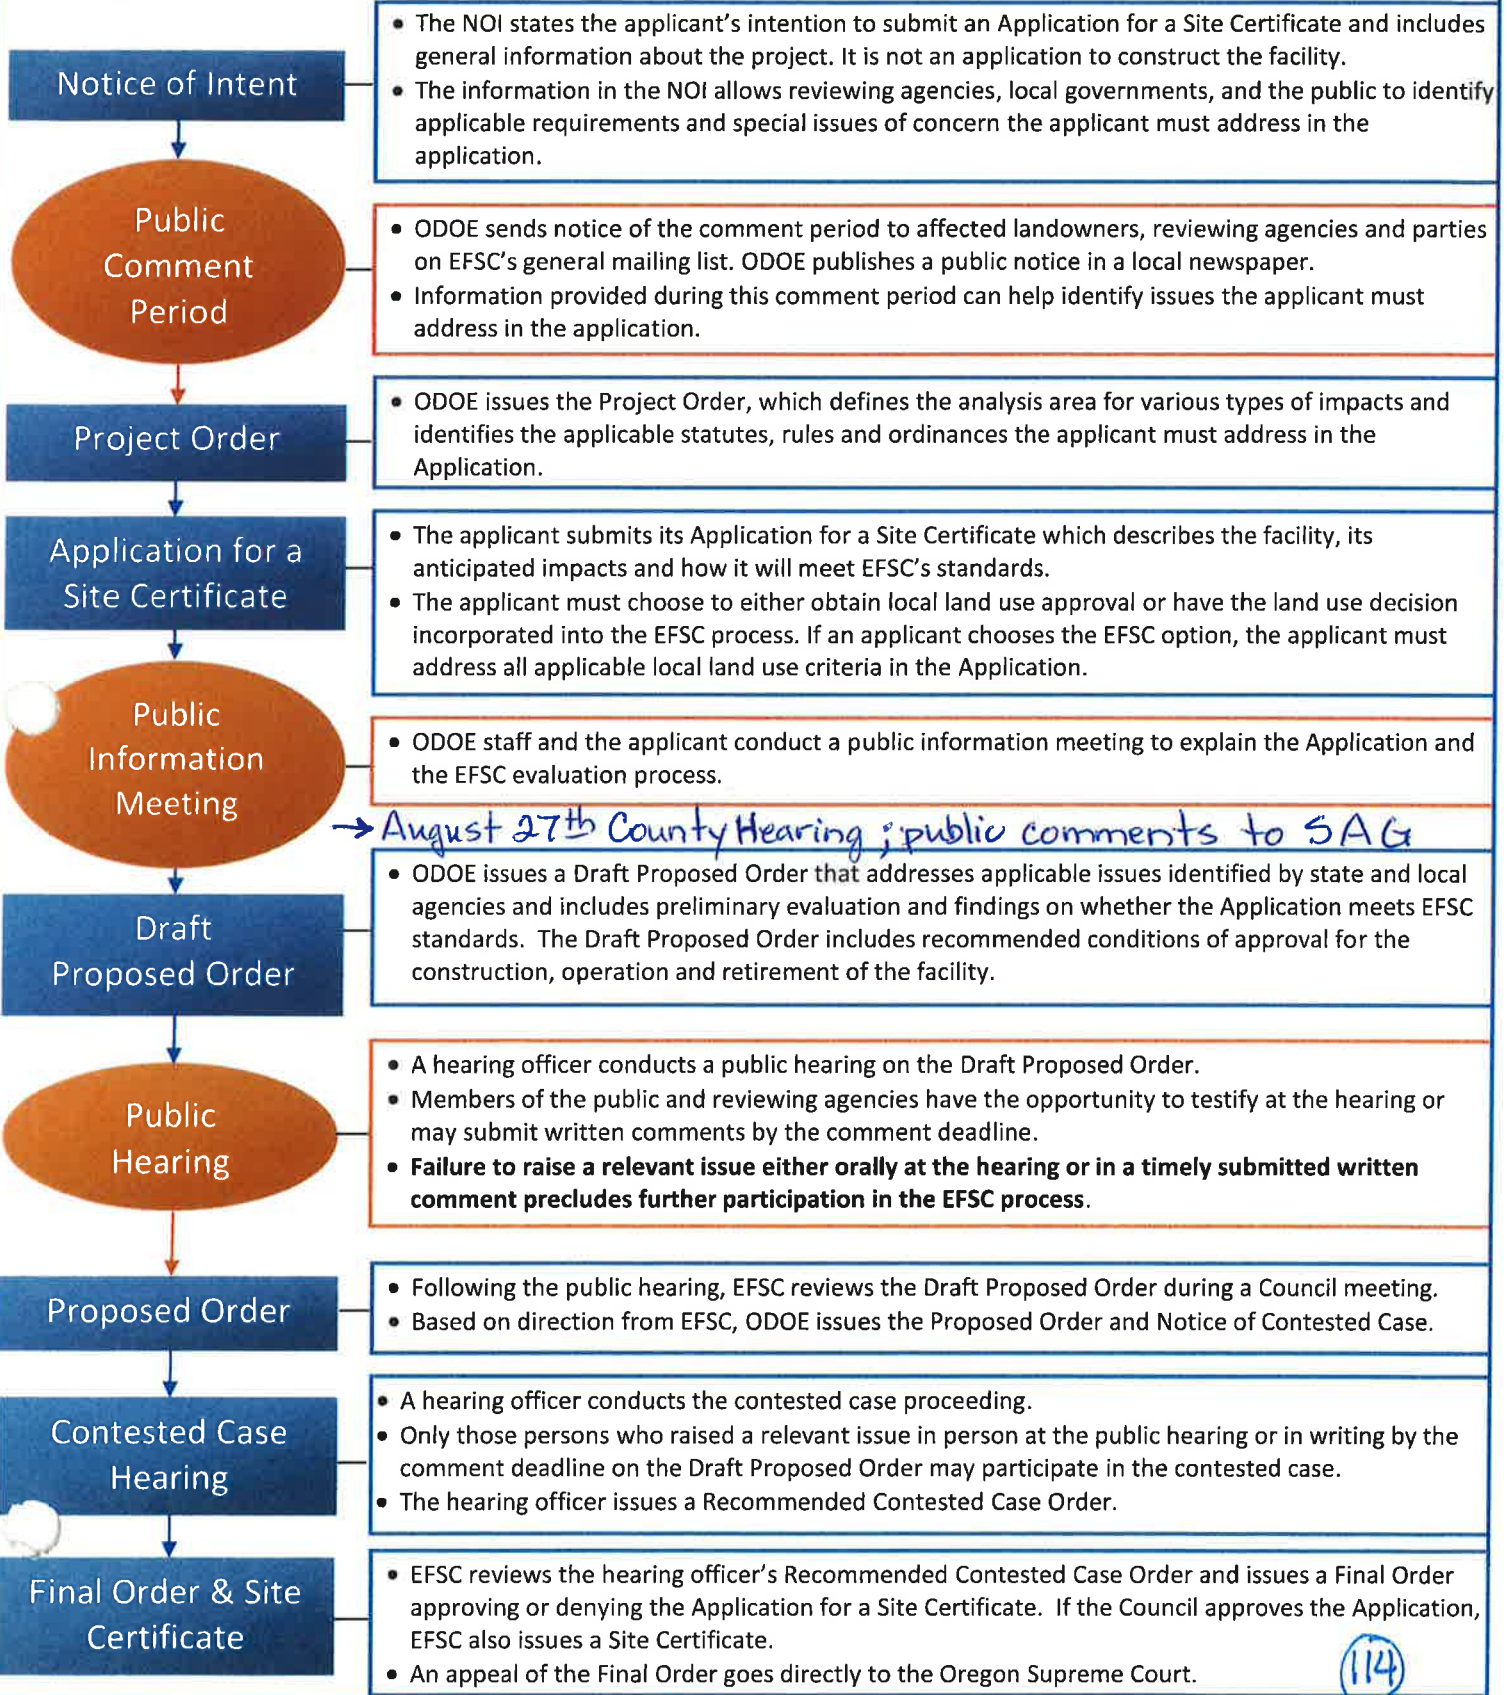 Notice of Intent
• The NOI states the applicant's intention to submit an Application for a Site Certificate and includes
general information about the project. It is not an application to construct the facility.
• The information in the NOI allows reviewing agencies, local governments, and the public to identify
applicable requirements and special issues of concern the applicant must address in the
application.
Public
Comment
Period
• ODOE sends notice of the comment period to affected landowners, reviewing agencies and parties
on EFSC's general mailing list. ODOE publishes a public notice in a local newspaper.
• Information provided during this comment period can help identify issues the applicant must
address in the application.
Project Order
• ODOE issues the Project Order, which defines the analysis area for various types of impacts and
identifies the applicable statutes, rules and ordinances the applicant must address in the
Application.
Application for a
Site Certificate
• The applicant submits its Application for a Site Certificate which describes the facility, its
anticipated impacts and how it will meet EFSC's standards.
• The applicant must choose to either obtain local land use approval or have the land use decision
incorporated into the EFSC process. If an applicant chooses the EFSC option, the applicant must
address all applicable local land use criteria in the Application.
Public
Information
Meeting
• ODOE staff and the applicant conduct a public information meeting to explain the Application and
the EFSC evaluation process.
→ August 27th County Hearing ; public comments to SAG
Draft
Proposed Order
• ODOE issues a Draft Proposed Order that addresses applicable issues identified by state and local
agencies and includes preliminary evaluation and findings on whether the Application meets EFSC
standards.  The Draft Proposed Order includes recommended conditions of approval for the
construction, operation and retirement of the facility.
Public
Hearing
• A hearing officer conducts a public hearing on the Draft Proposed Order.
• Members of the public and reviewing agencies have the opportunity to testify at the hearing or
may submit written comments by the comment deadline.
• Failure to raise a relevant issue either orally at the hearing or in a timely submitted written
comment precludes further participation in the EFSC process.
Proposed Order
• Following the public hearing, EFSC reviews the Draft Proposed Order during a Council meeting.
• Based on direction from EFSC, ODOE issues the Proposed Order and Notice of Contested Case.
Contested Case
Hearing
• A hearing officer conducts the contested case proceeding.
• Only those persons who raised a relevant issue in person at the public hearing or in writing by the
comment deadline on the Draft Proposed Order may participate in the contested case.
• The hearing officer issues a Recommended Contested Case Order.
Final Order & Site
Certificate
• EFSC reviews the hearing officer's Recommended Contested Case Order and issues a Final Order
approving or denying the Application for a Site Certificate.  If the Council approves the Application,
EFSC also issues a Site Certificate.
• An appeal of the Final Order goes directly to the Oregon Supreme Court.
114